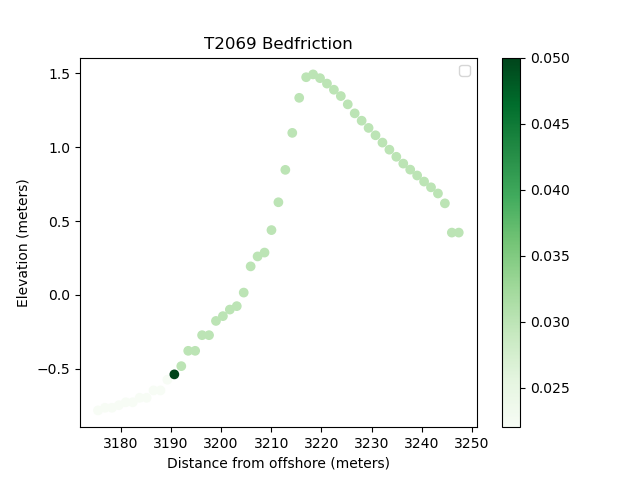 T2069 Bedfriction
1.5
1.0
0.5
0.0
−0.5
Elevation (meters)
3180 3190 3200 3210 3220 3230 3240 3250
Distance from offshore (meters)
0.050
0.045
0.040
0.035
0.030
0.025